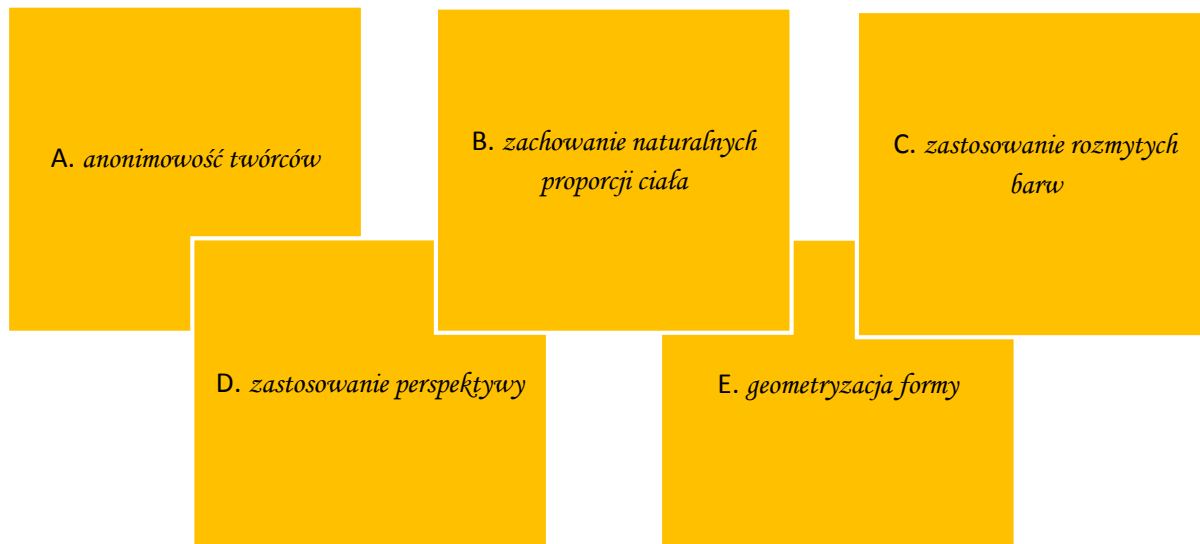 A. anonimowość twórców
B. zachowanie naturalnych
proporcji ciała
C. zastosowanie rozmytych
barw
D. zastosowanie perspektywy
E. geometryzacja formy